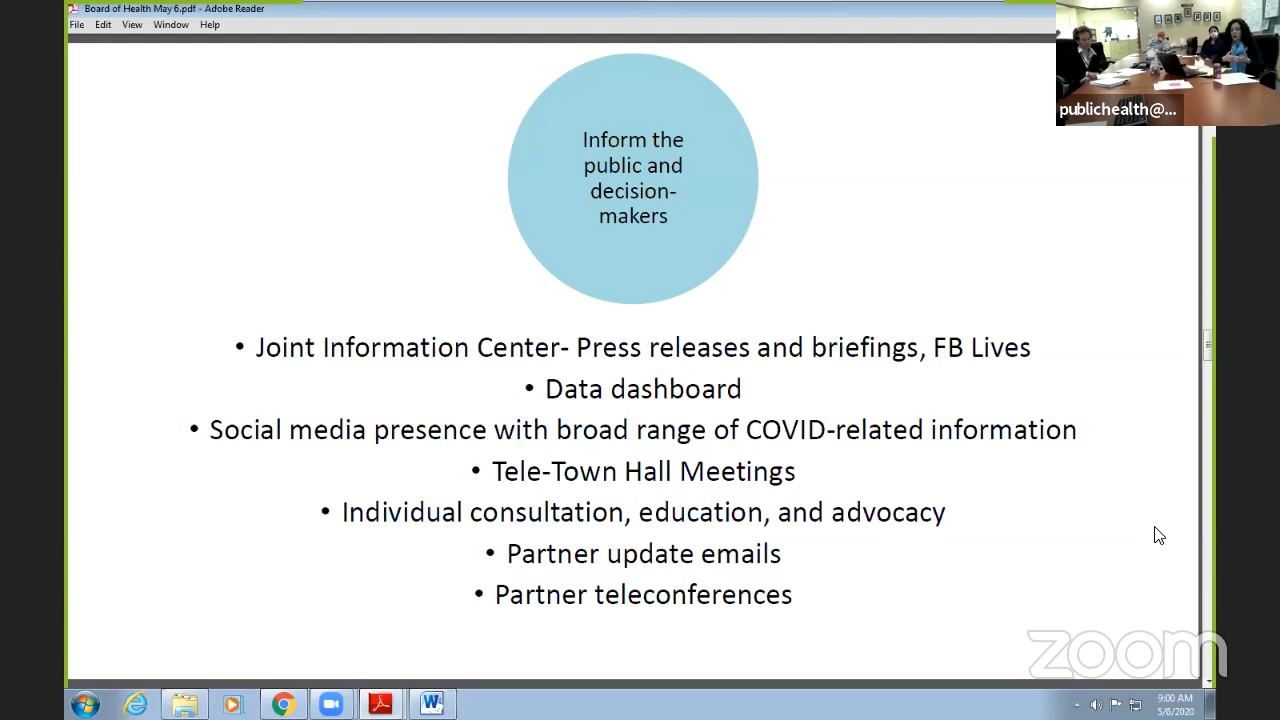 Board of Health May 6.pdf - Adobe Reader
File Edit View Window Help
publichealth@...
Inform the
public and
decision-
makers
• Joint Information Center- Press releases and briefings, FB Lives
• Data dashboard
• Social media presence with broad range of COVID-related information
• Tele-Town Hall Meetings
• Individual consultation, education, and advocacy
• Partner update emails
• Partner teleconferences
zoom
9:00 AM
5/6/2020